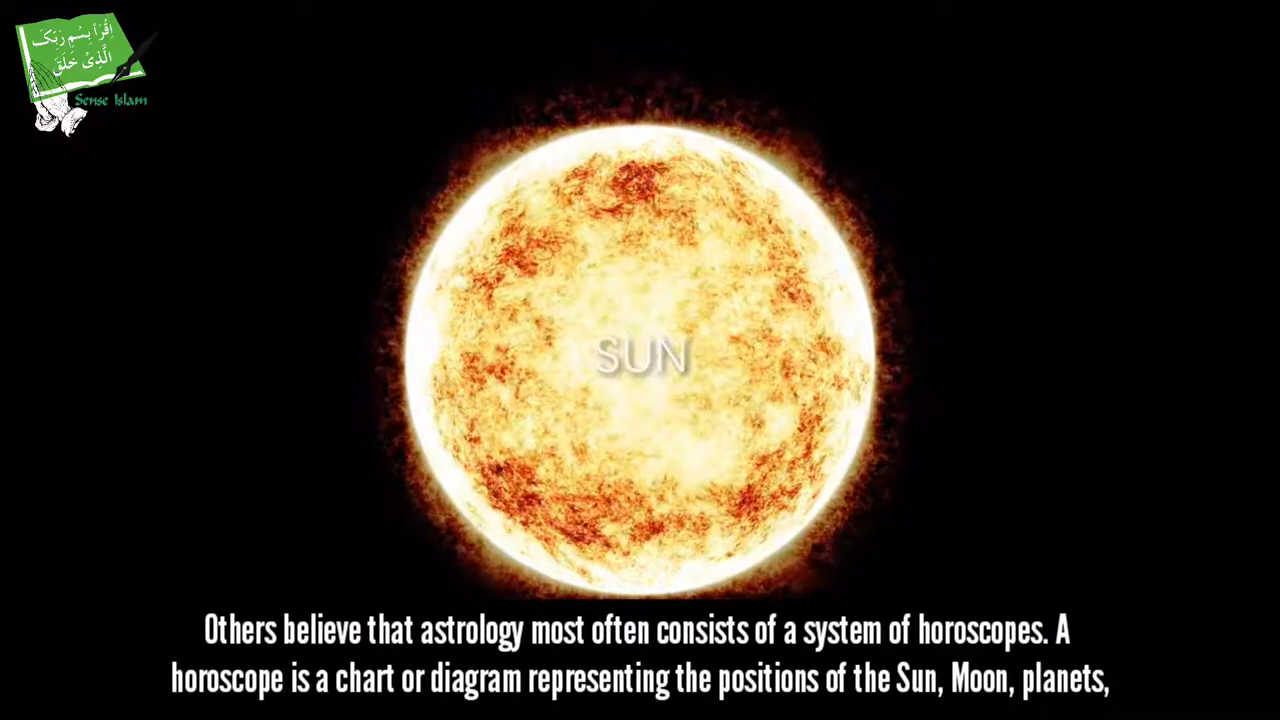 اِقْرَأْ بِسْمِ رَبِّكَ
الَّذِیْ خَلَقَ
Sense Islam
SUN
Others believe that astrology most often consists of a system of horoscopes. A
horoscope is a chart or diagram representing the positions of the Sun, Moon, planets,